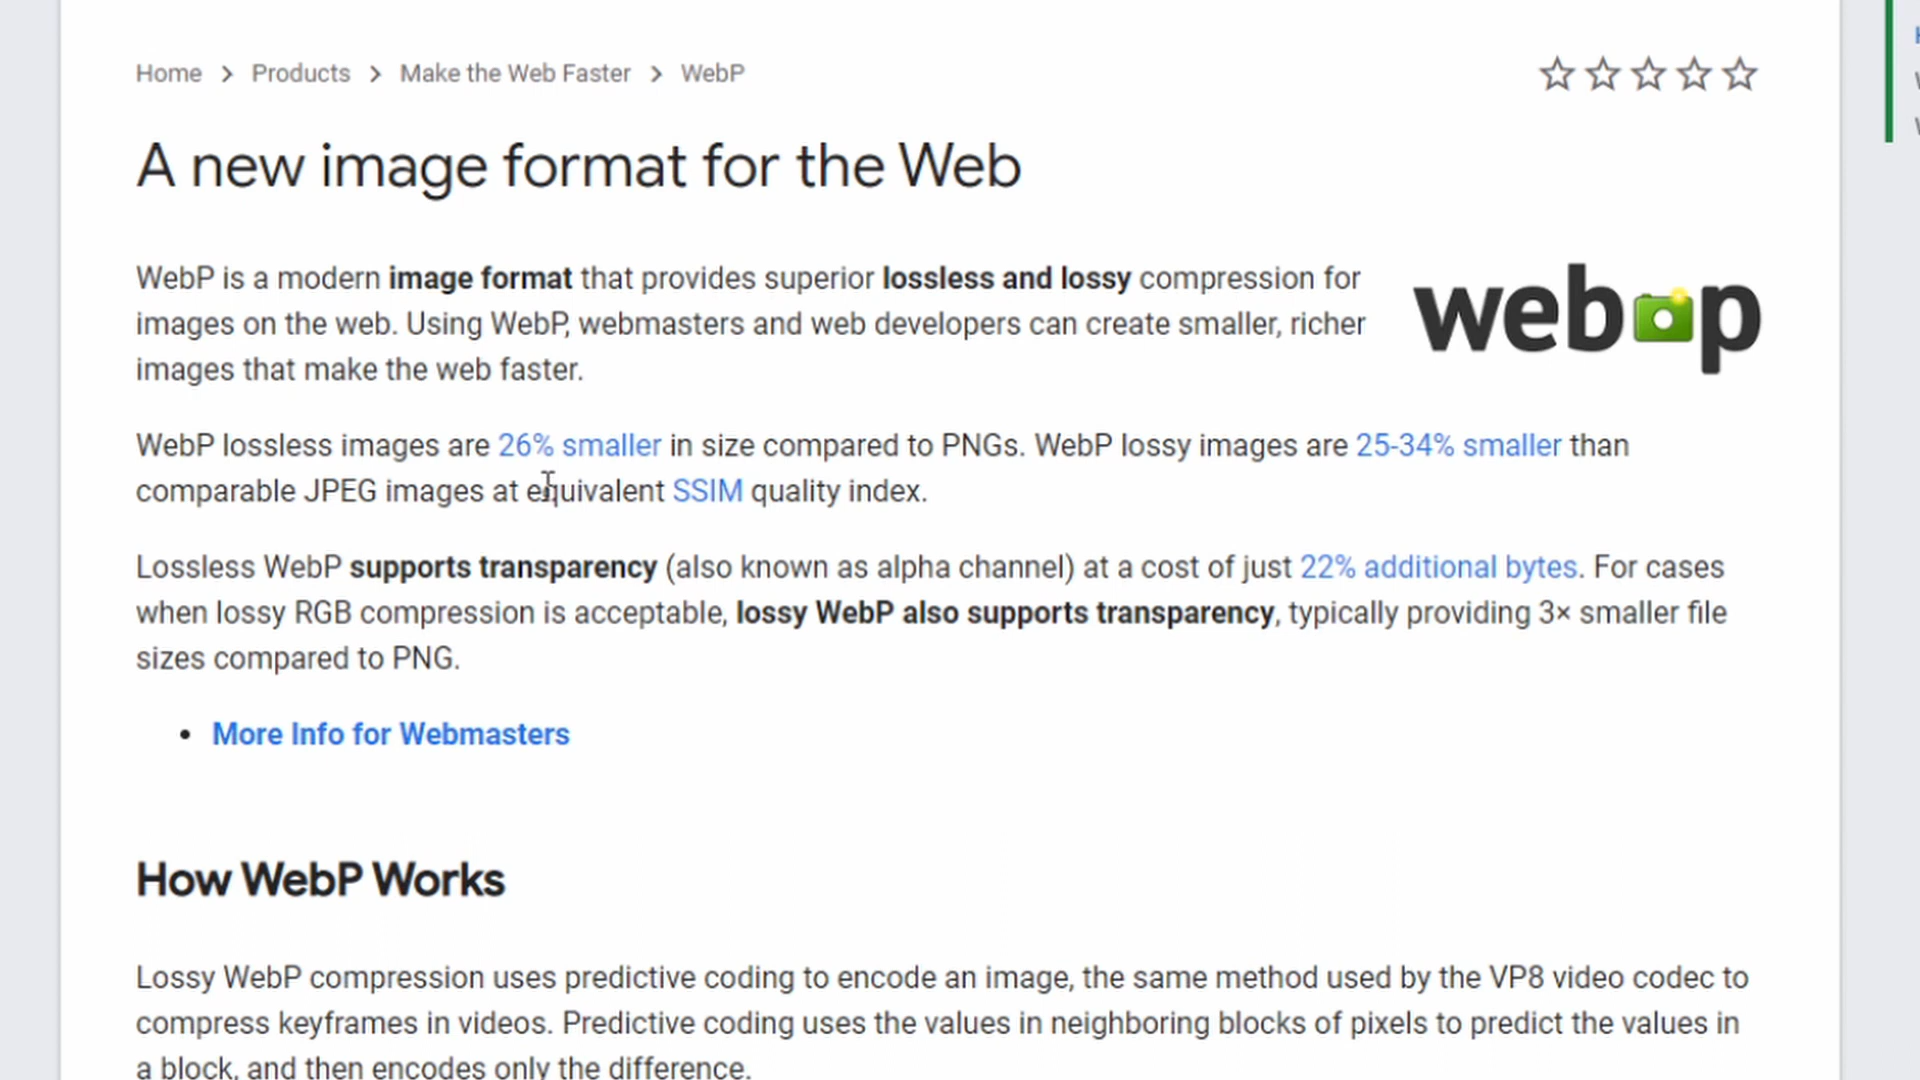 Home > Products > Make the Web Faster > WebP
A new image format for the Web
WebP is a modern image format that provides superior lossless and lossy compression for
images on the web. Using WebP, webmasters and web developers can create smaller, richer
images that make the web faster.
webp
WebP lossless images are 26% smaller in size compared to PNGs. WebP lossy images are 25-34% smaller than
comparable JPEG images at equivalent SSIM quality index.
Lossless WebP supports transparency (also known as alpha channel) at a cost of just 22% additional bytes. For cases
when lossy RGB compression is acceptable, lossy WebP also supports transparency, typically providing 3× smaller file
sizes compared to PNG.
• More Info for Webmasters
How WebP Works
Lossy WebP compression uses predictive coding to encode an image, the same method used by the VP8 video codec to
compress keyframes in videos. Predictive coding uses the values in neighboring blocks of pixels to predict the values in
a block, and then encodes only the difference.